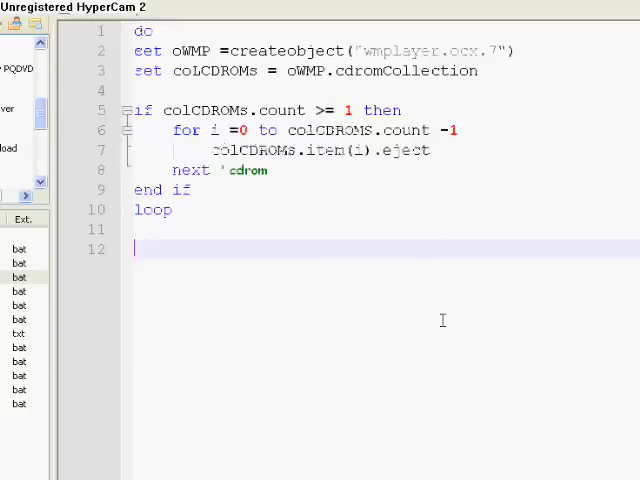 Unregistered HyperCam 2
PQDVD
ver
load
Ext.
bat
bat
bat
bat
bat
bat
txt
bat
bat
bat
bat
bat
1 do
2 set oWMP =createobject("wmplayer.ocx.7")
3 set coLCDROMs = oWMP.cdromCollection
4
5 if colCDROMs.count >= 1 then
6 for i =0 to colCDROMs.count -1
7 colCDROMs.item(i).eject
8 next 'cdrom
9 end if
10 loop
11
12